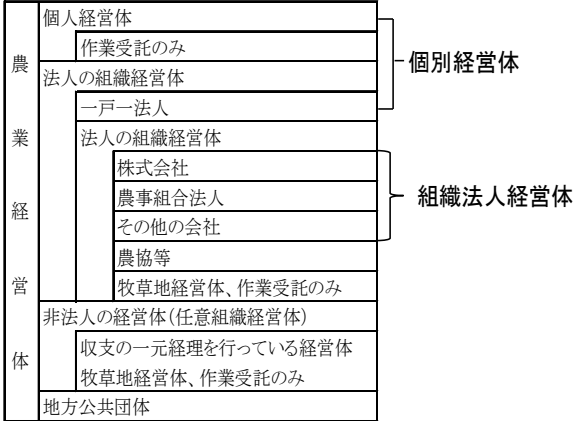 農業経営体
個人経営体
作業受託のみ
法人の組織経営体
一戸一法人
法人の組織経営体
株式会社
農事組合法人
その他の会社
農協等
牧草地経営体、作業受託のみ
非法人の経営体(任意組織経営体)
収支の一元経理を行っている経営体
牧草地経営体、作業受託のみ
地方公共団体
個別経営体
組織法人経営体